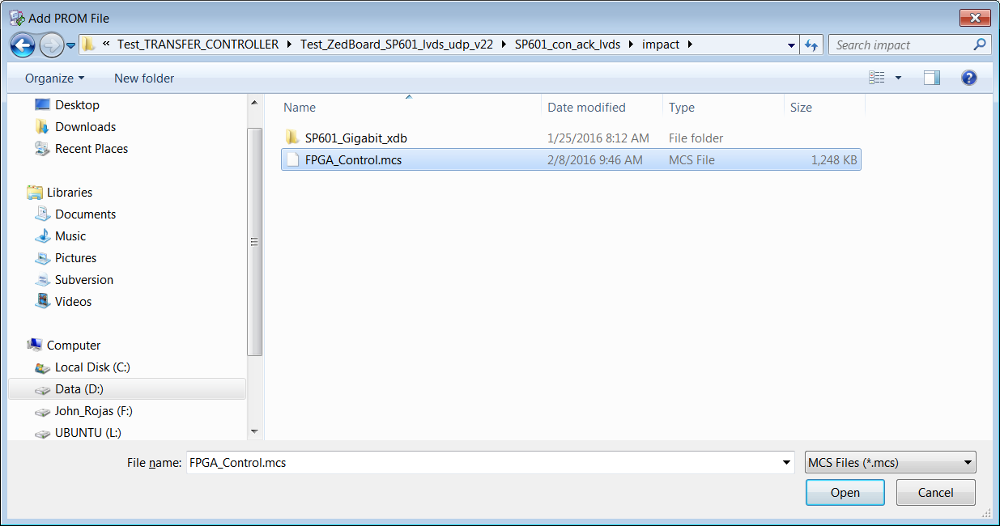 Add PROM File
« Test_TRANSFER_CONTROLLER Test_ZedBoard_SP601_lvds_udp_v22 SP601_con_ack_lvds impact Search impact
Organize New folder
Desktop
Downloads
Recent Places
Libraries
Documents
Music
Pictures
Subversion
Videos
Computer
Local Disk (C:)
Data (D:)
John_Rojas (F:)
UBUNTU (L:)
Name Date modified Type Size
SP601_Gigabit_xdb 1/25/2016 8:12 AM File folder
FPGA_Control.mcs 2/8/2016 9:46 AM MCS File 1,248 KB
File name: FPGA_Control.mcs MCS Files (*.mcs)
Open Cancel